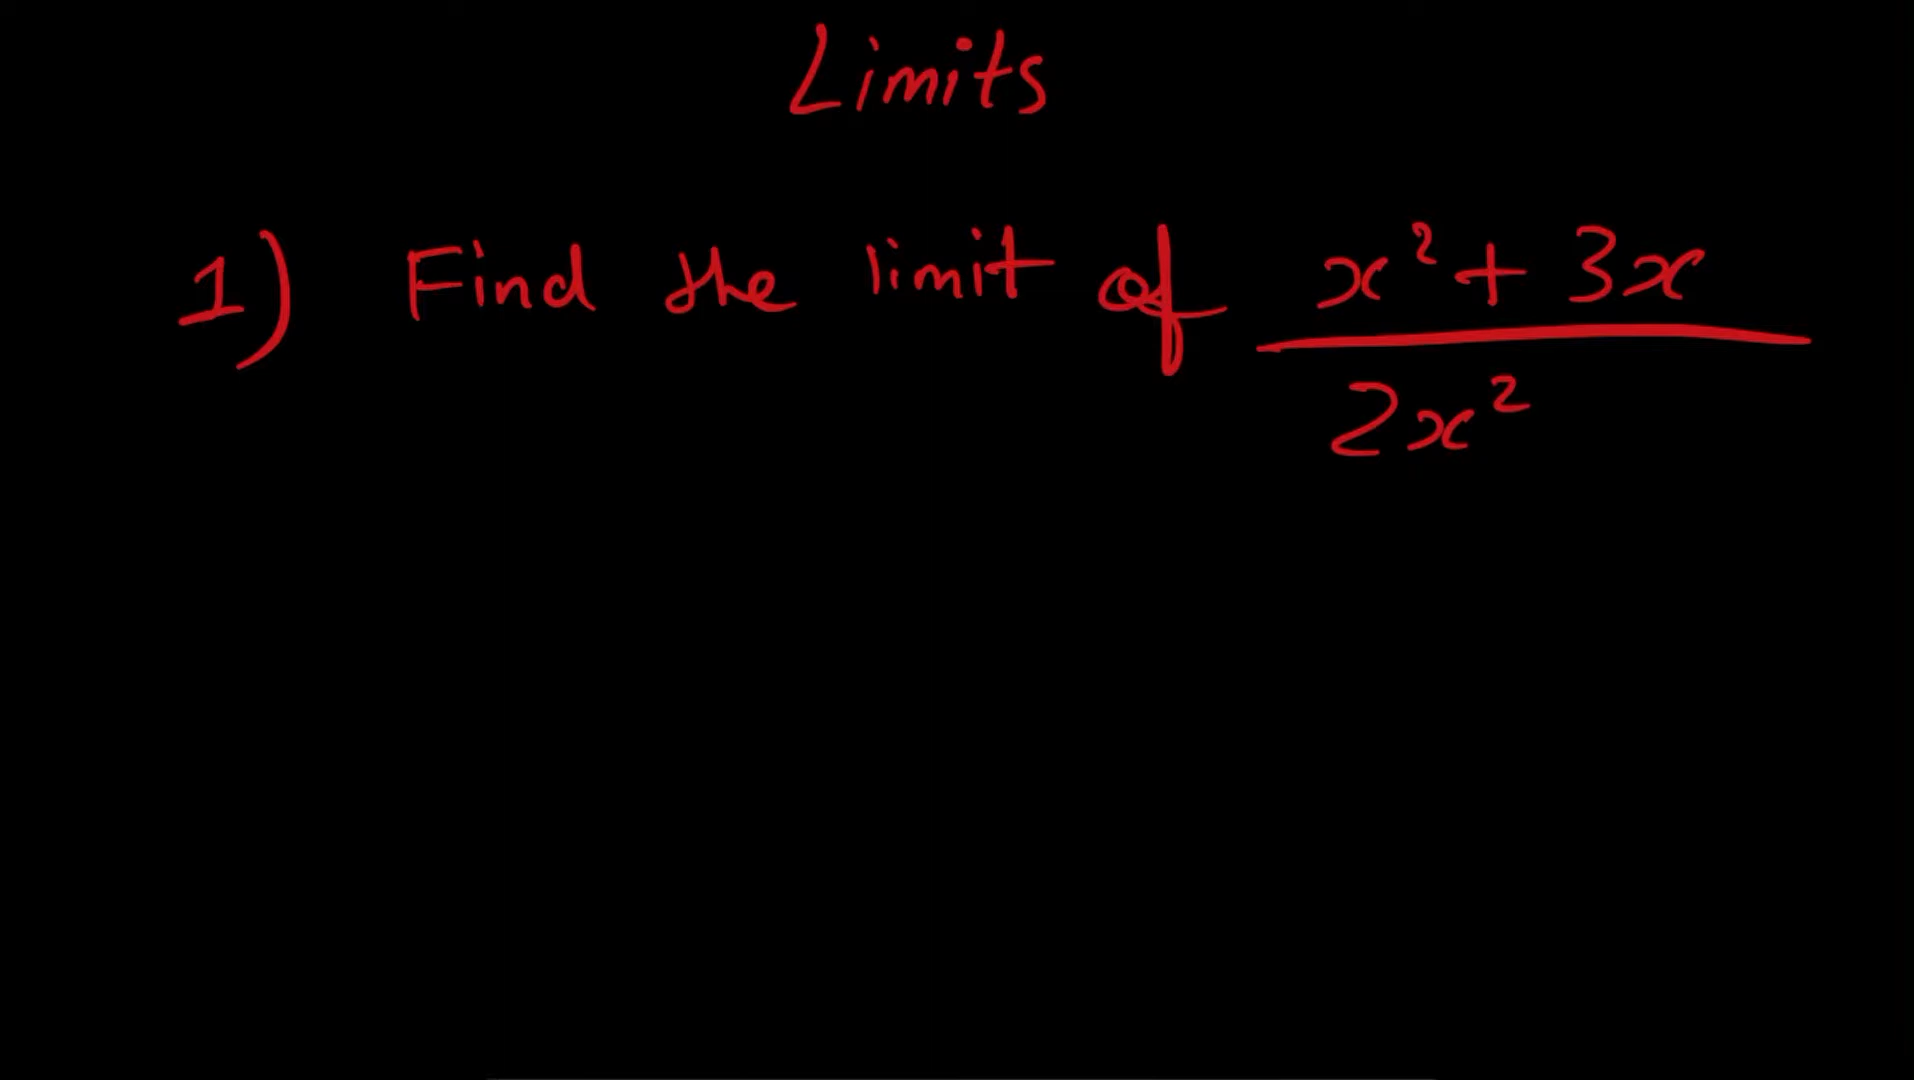 Limits
1) Find the limit of x² + 3x
2x²